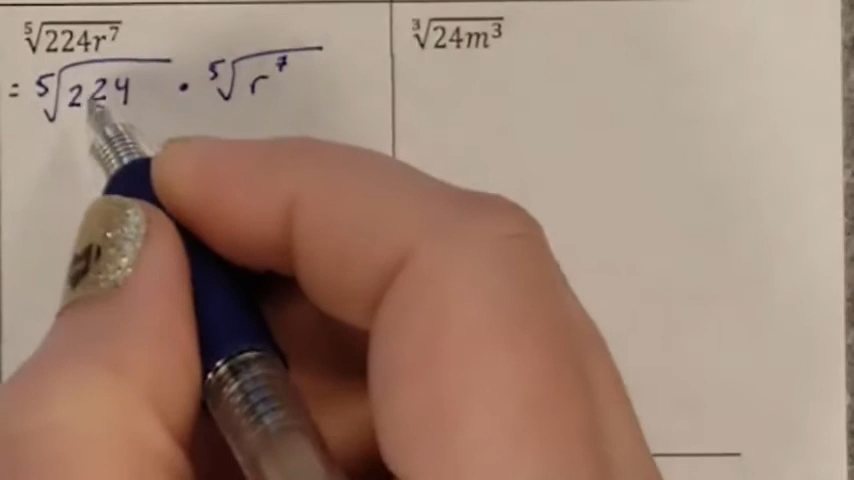 ⁵√224r⁷
= ⁵√224 · ⁵√r⁷
³√24m³